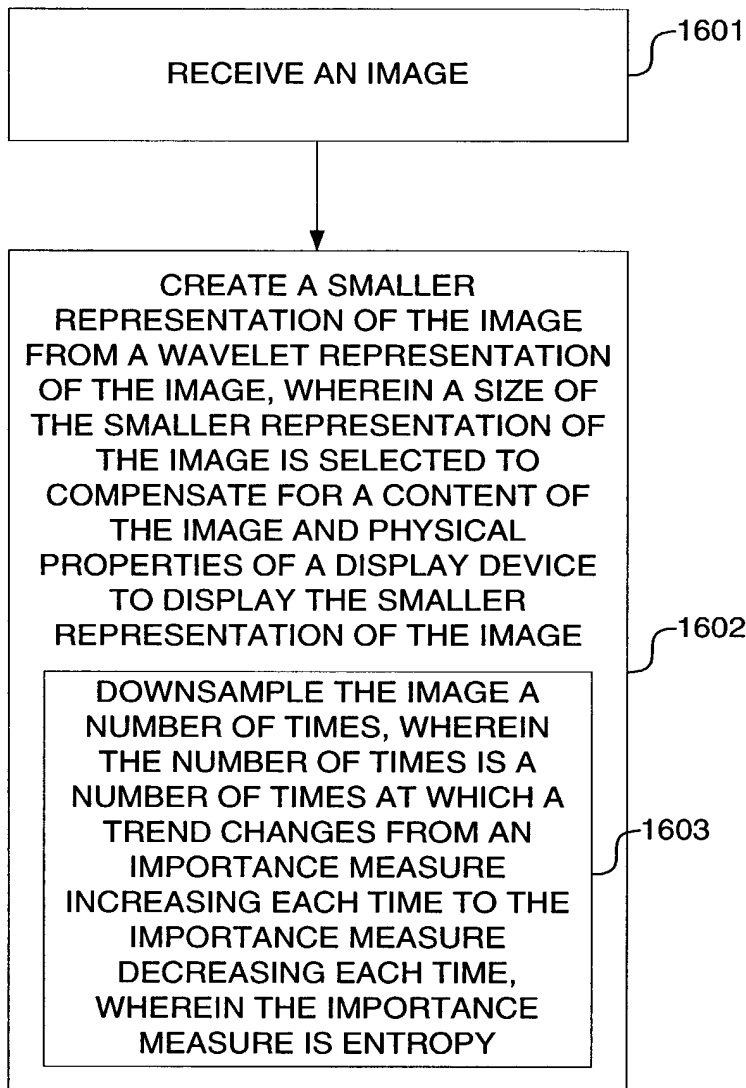 RECEIVE AN IMAGE
1601
CREATE A SMALLER
REPRESENTATION OF THE IMAGE
FROM A WAVELET REPRESENTATION
OF THE IMAGE, WHEREIN A SIZE OF
THE SMALLER REPRESENTATION OF
THE IMAGE IS SELECTED TO
COMPENSATE FOR A CONTENT OF
THE IMAGE AND PHYSICAL
PROPERTIES OF A DISPLAY DEVICE
TO DISPLAY THE SMALLER
REPRESENTATION OF THE IMAGE
1602
DOWNSAMPLE THE IMAGE A
NUMBER OF TIMES, WHEREIN
THE NUMBER OF TIMES IS A
NUMBER OF TIMES AT WHICH A
TREND CHANGES FROM AN
IMPORTANCE MEASURE
INCREASING EACH TIME TO THE
IMPORTANCE MEASURE
DECREASING EACH TIME,
WHEREIN THE IMPORTANCE
MEASURE IS ENTROPY
1603